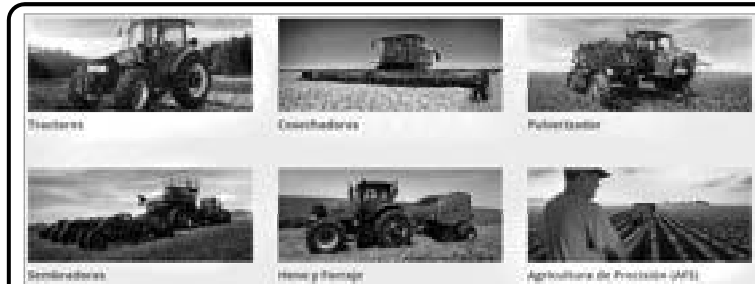 Tractores
Cosechadoras
Pulverizador
Sembradoras
Heno y Forraje
Agricultura de Precisión (AFS)